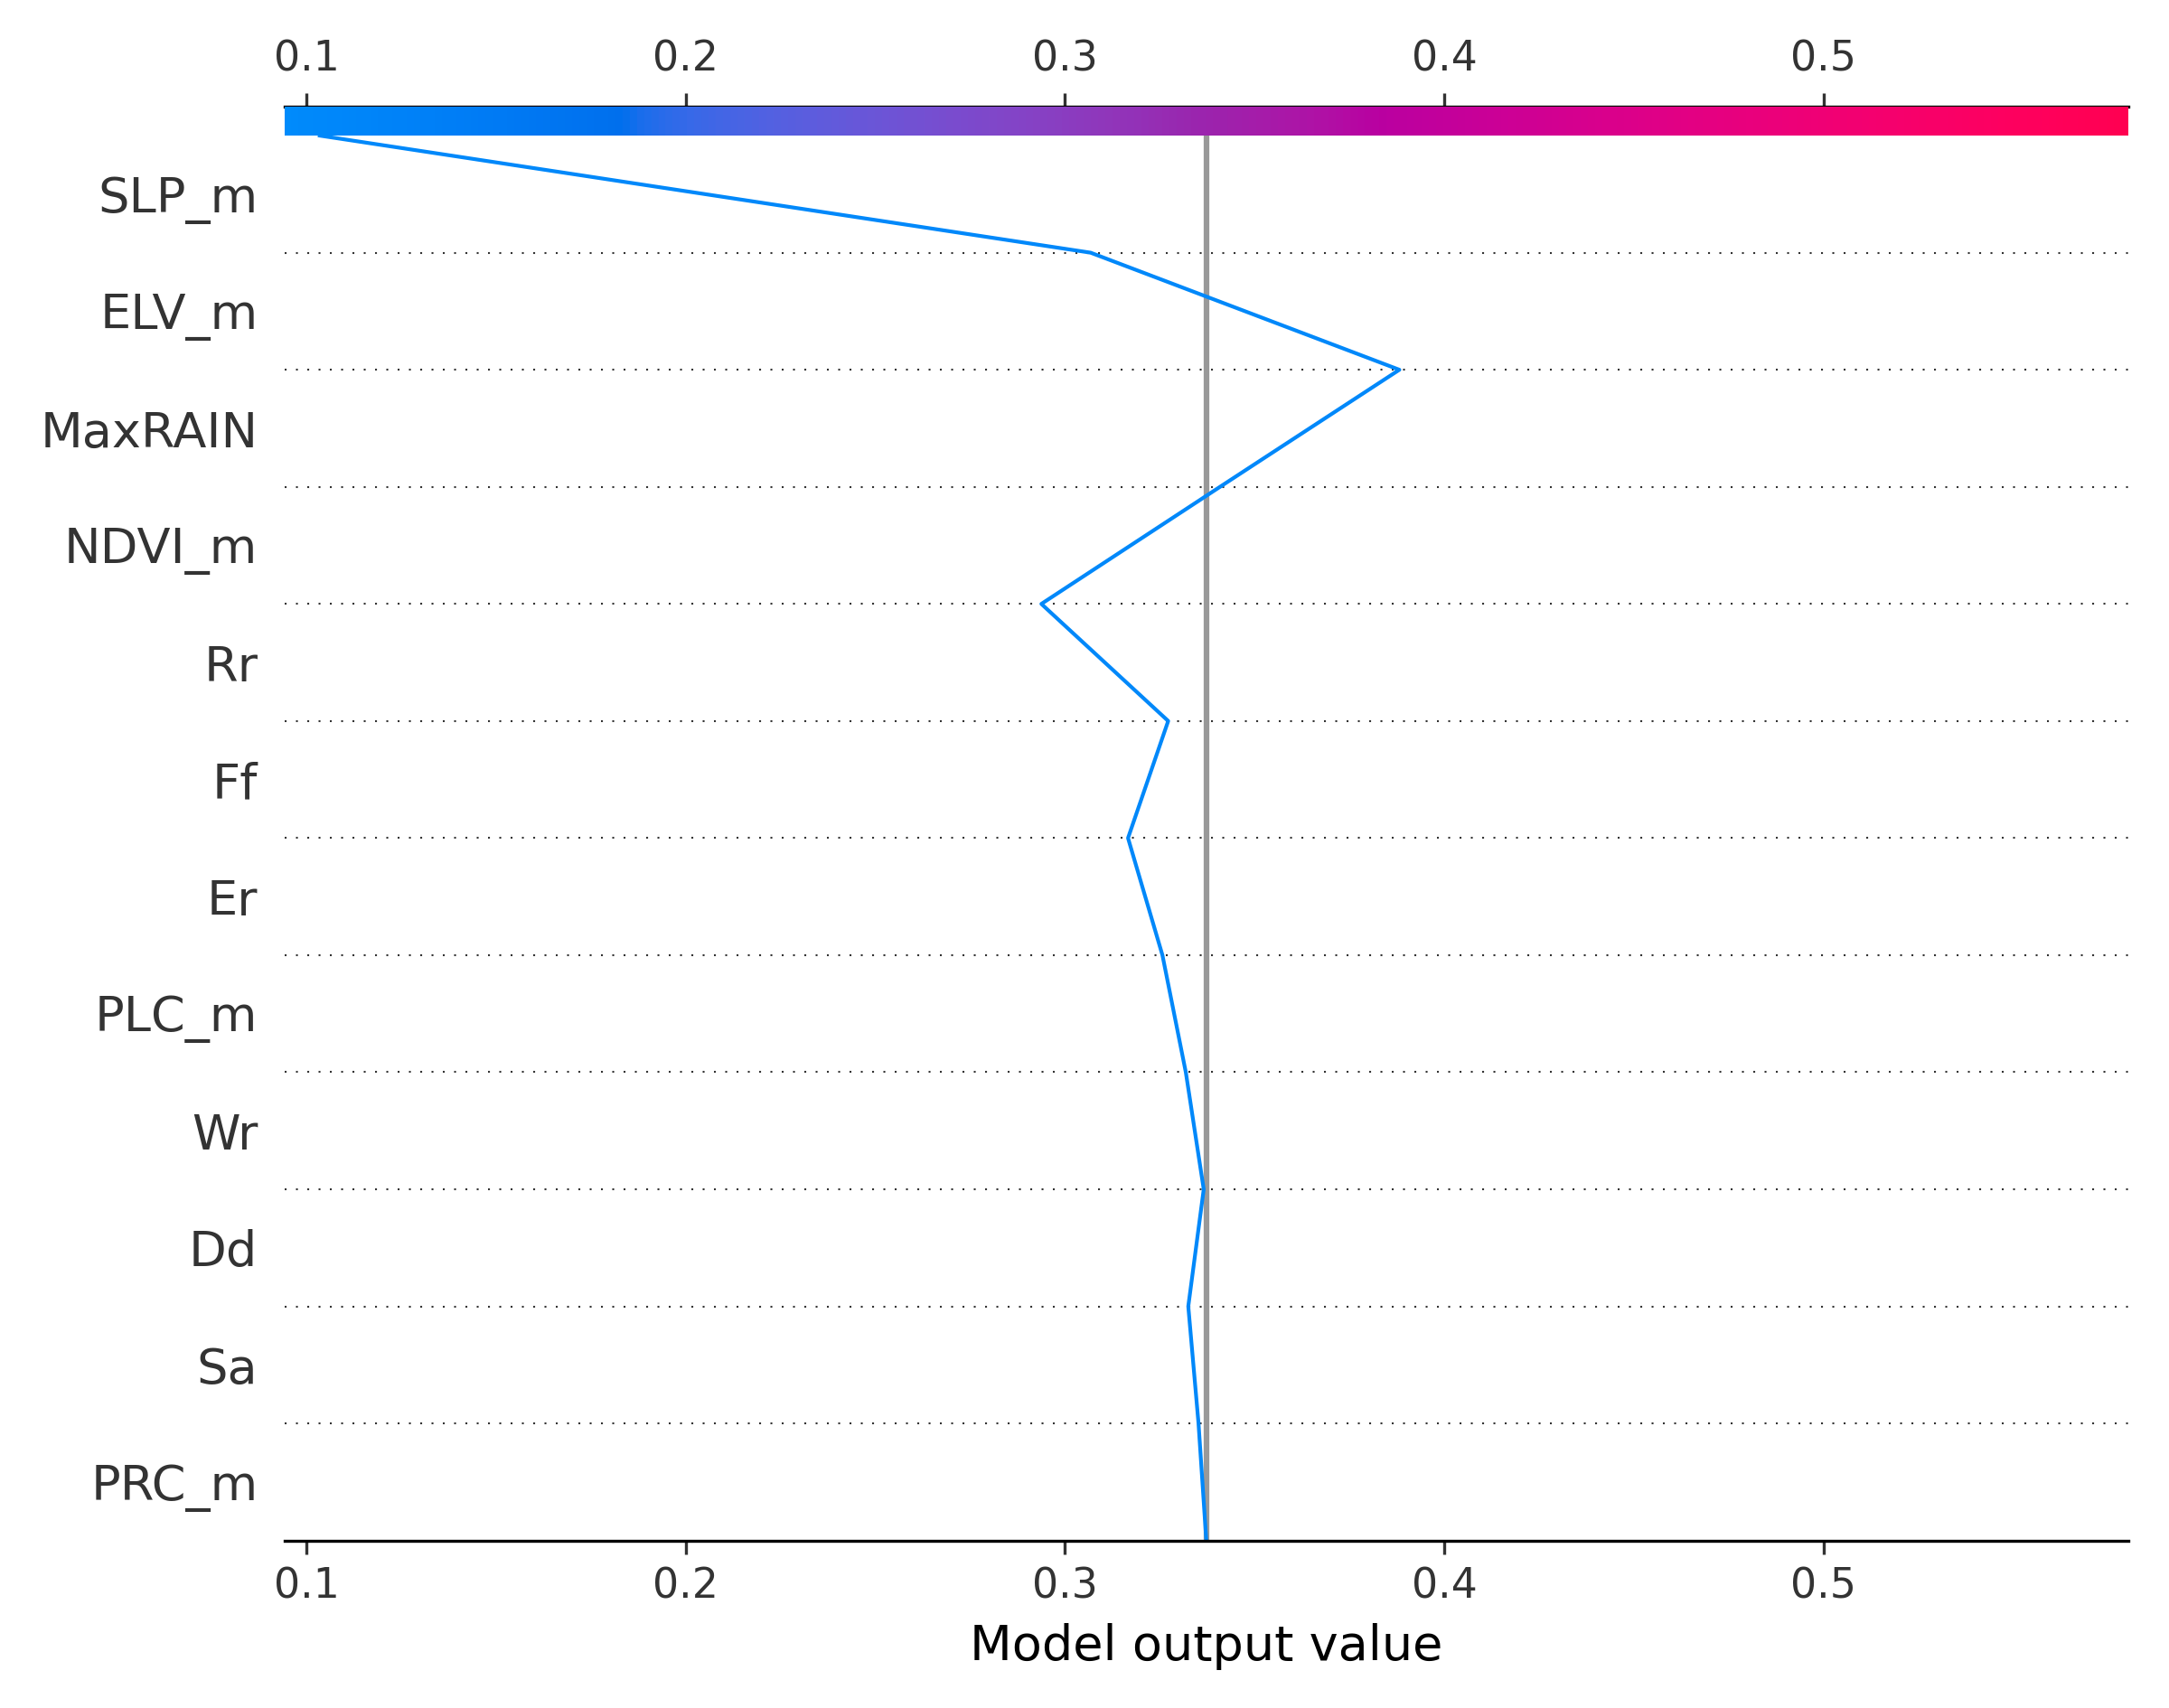 0.1 0.2 0.3 0.4 0.5
SLP_m
ELV_m
MaxRAIN
NDVI_m
Rr
Ff
Er
PLC_m
Wr
Dd
Sa
PRC_m
0.1 0.2 0.3 0.4 0.5
Model output value